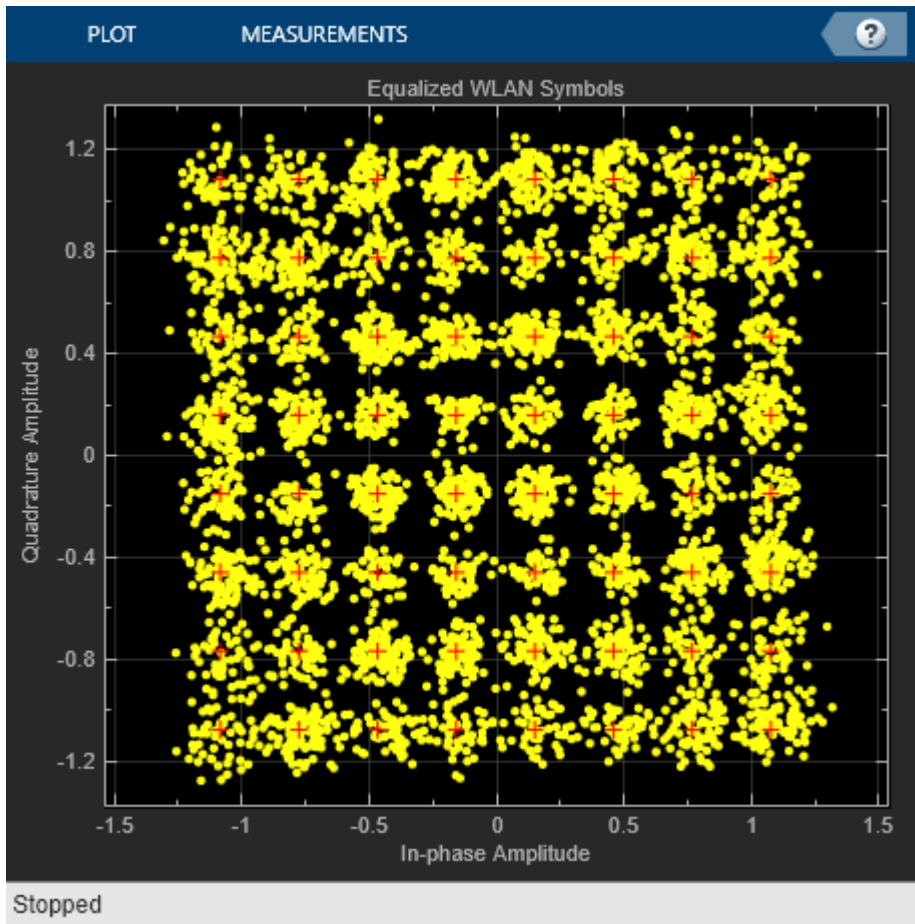 PLOT MEASUREMENTS ?
Equalized WLAN Symbols
1.2
0.8
0.4
0
-0.4
-0.8
-1.2
Quadrature Amplitude
-1.5 -1 -0.5 0 0.5 1 1.5
In-phase Amplitude
Stopped